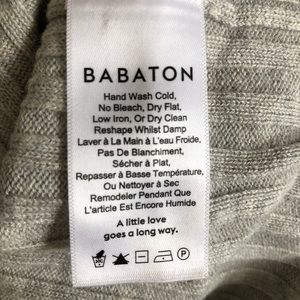 BABATON
Hand Wash Cold,
No Bleach, Dry Flat,
Low Iron, Or Dry Clean
Reshape Whilst Damp
Laver à La Main à L'eau Froide,
Pas De Blanchiment,
Sécher à Plat,
Repasser à Basse Température,
Ou Nettoyer à Sec
Remodeler Pendant Que
L'article Est Encore Humide
A little love
goes a long way.
P